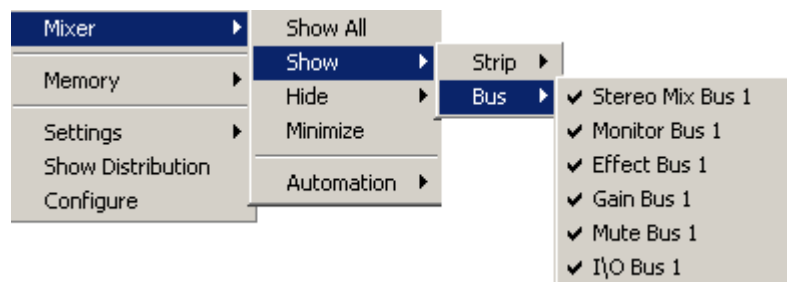 Mixer
Memory
Settings
Show Distribution
Configure
Show All
Show
Hide
Minimize
Automation
Strip
Bus
Stereo Mix Bus 1
Monitor Bus 1
Effect Bus 1
Gain Bus 1
Mute Bus 1
I\O Bus 1